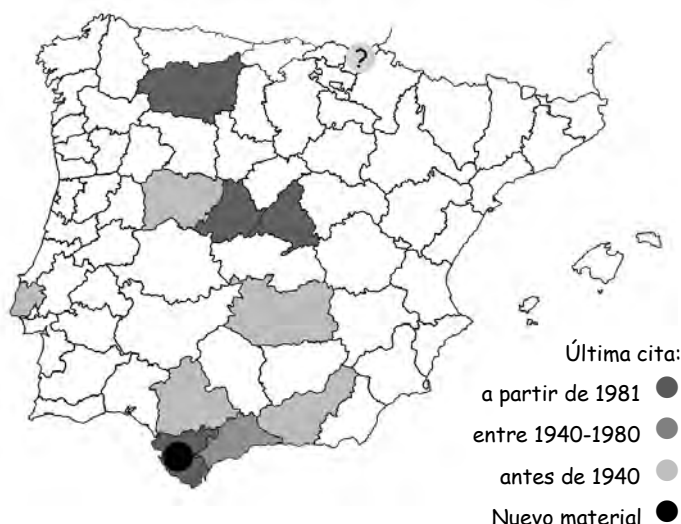 ?
Última cita:
a partir de 1981
entre 1940-1980
antes de 1940
Nuevo material